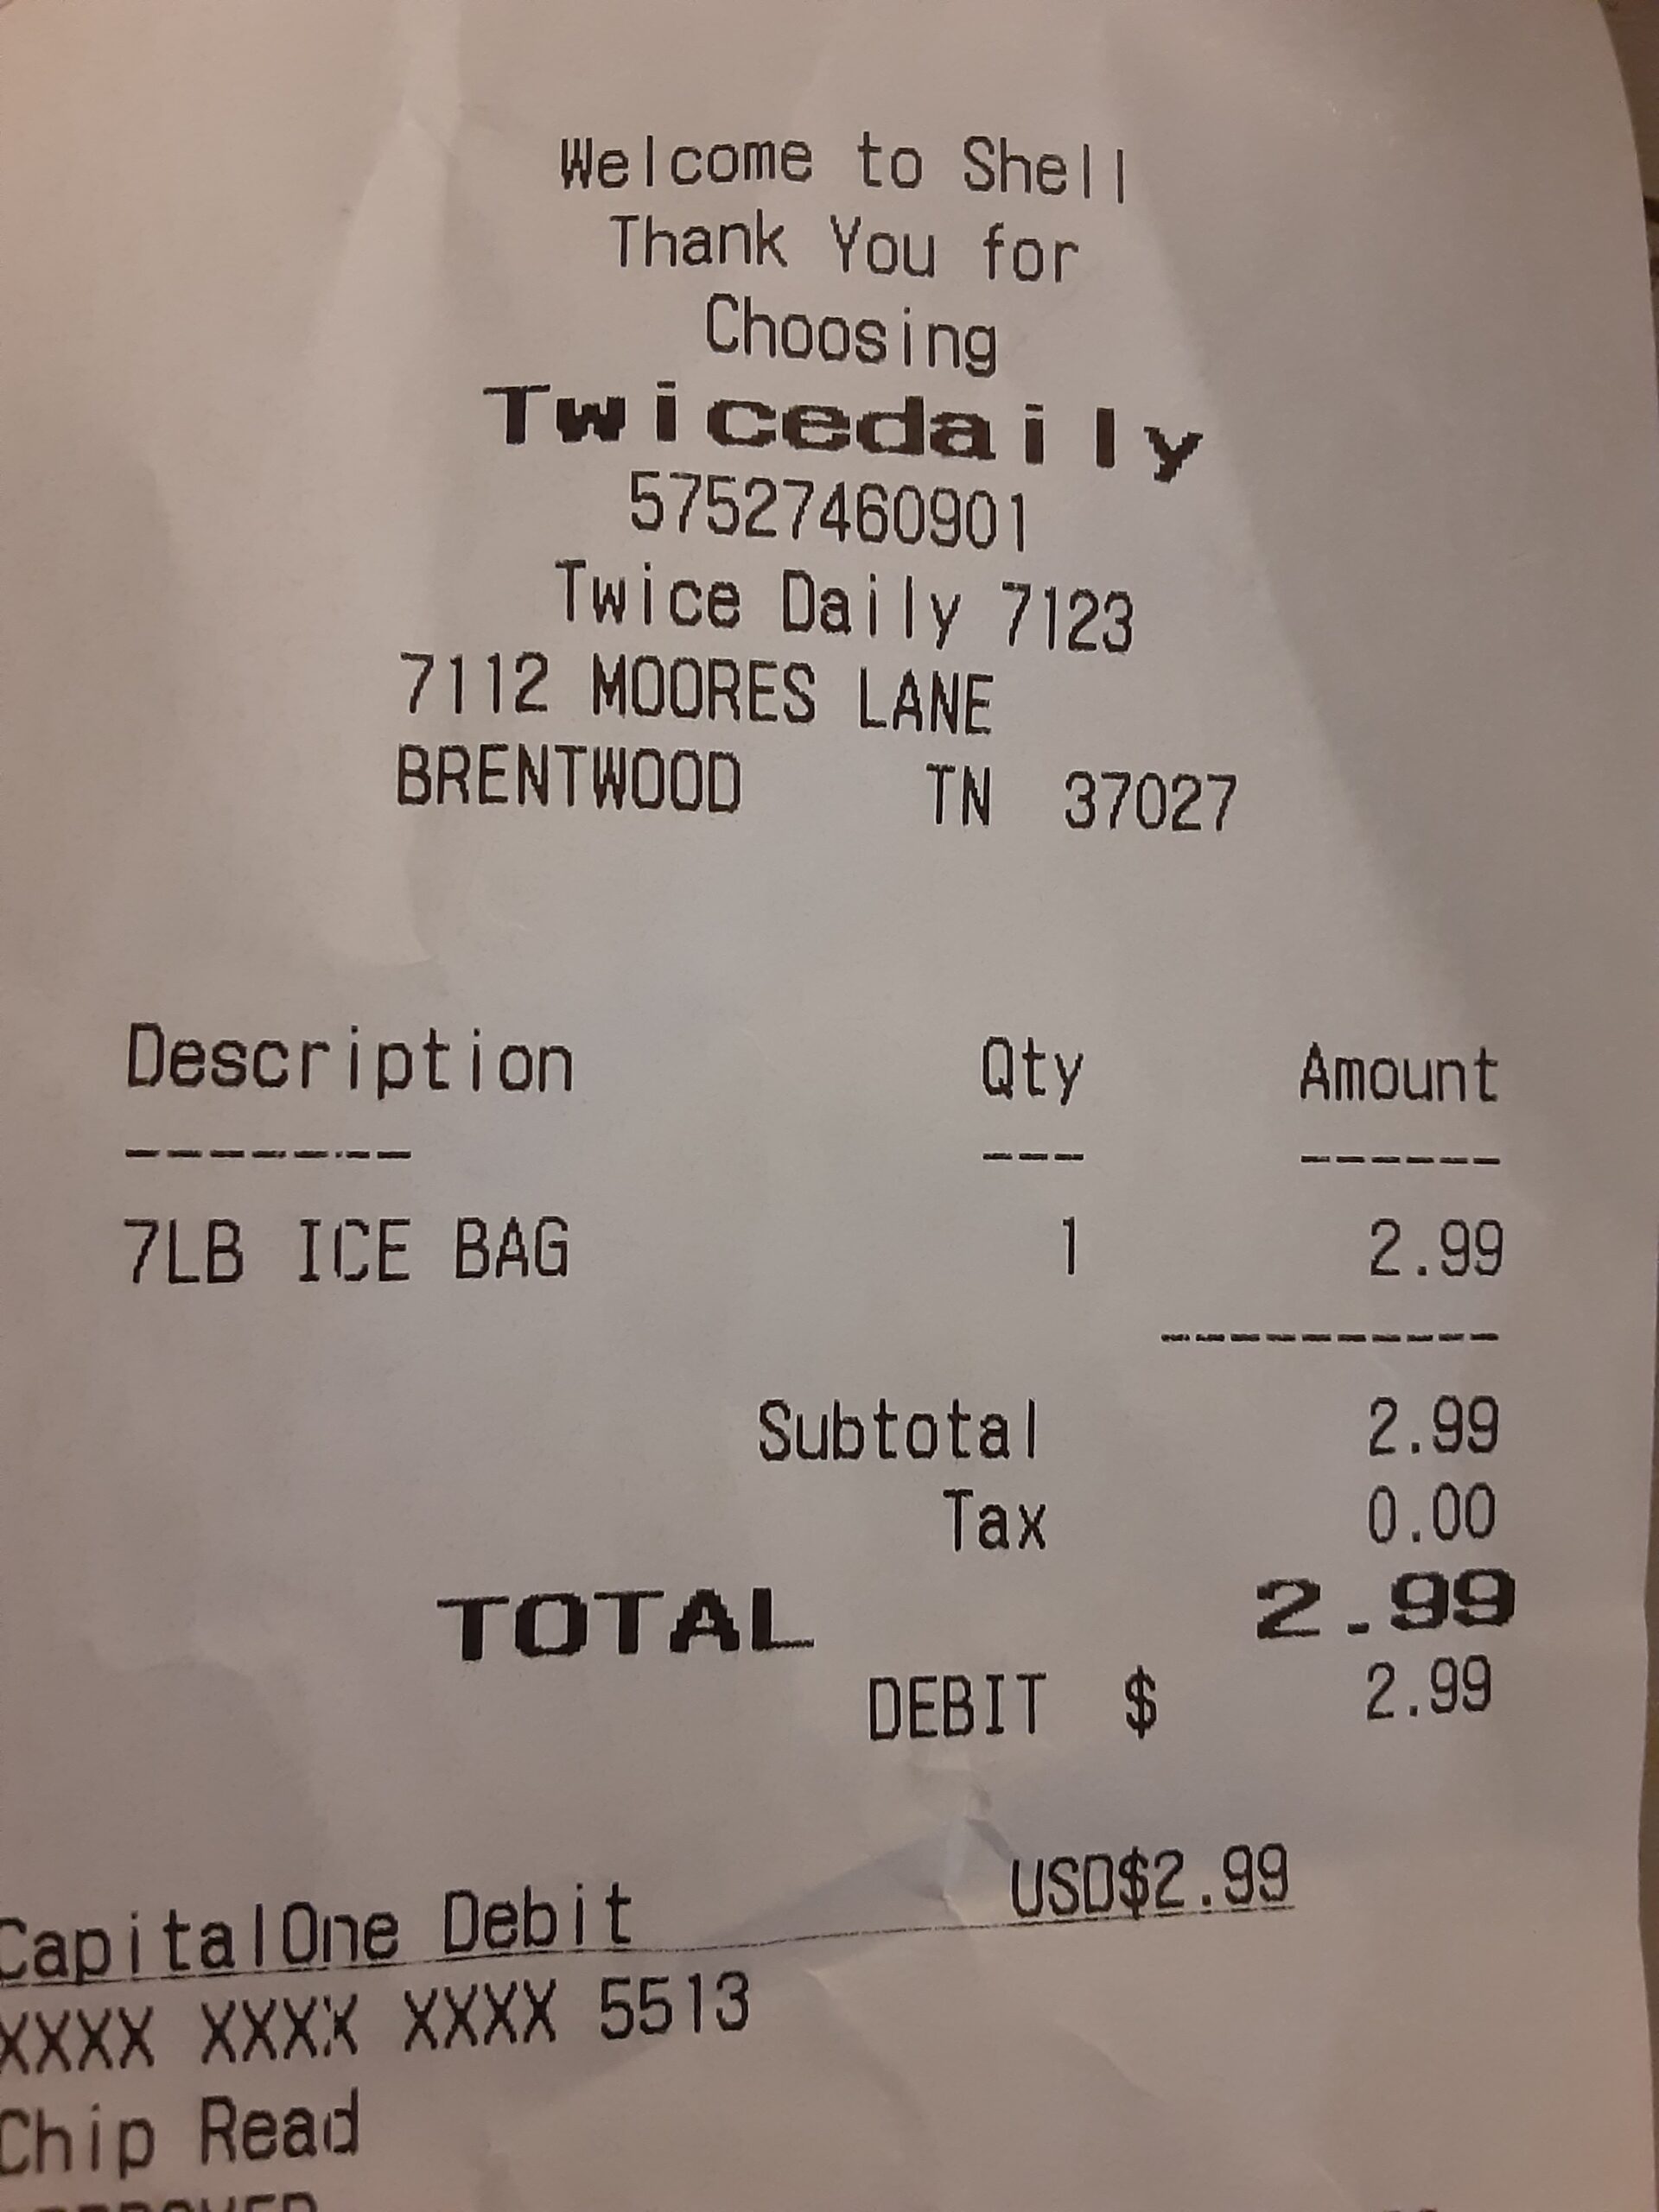 Welcome to Shell
Thank You for
Choosing
Twicedaily
57527460901
Twice Daily 7123
7112 MOORES LANE
BRENTWOOD TN 37027
Description Qty Amount
-------- --- ------
7LB ICE BAG 1 2.99
----------
Subtotal 2.99
Tax 0.00
TOTAL 2.99
DEBIT $ 2.99
CapitalOne Debit USD$2.99
XXXX XXXX XXXX 5513
Chip Read